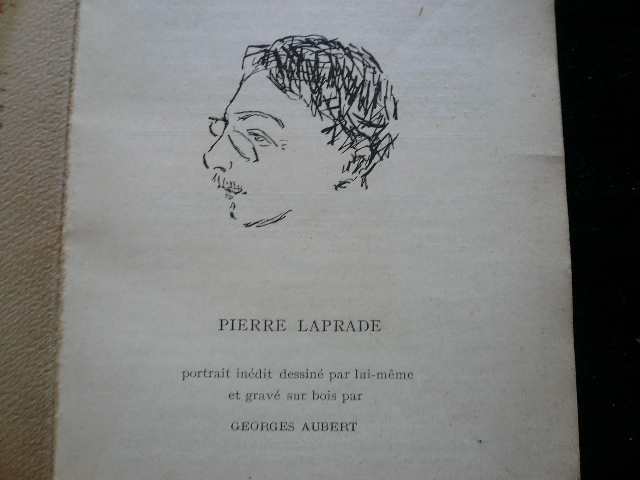 PIERRE LAPRADE
portrait inédit dessiné par lui-même
et gravé sur bois par
GEORGES AUBERT